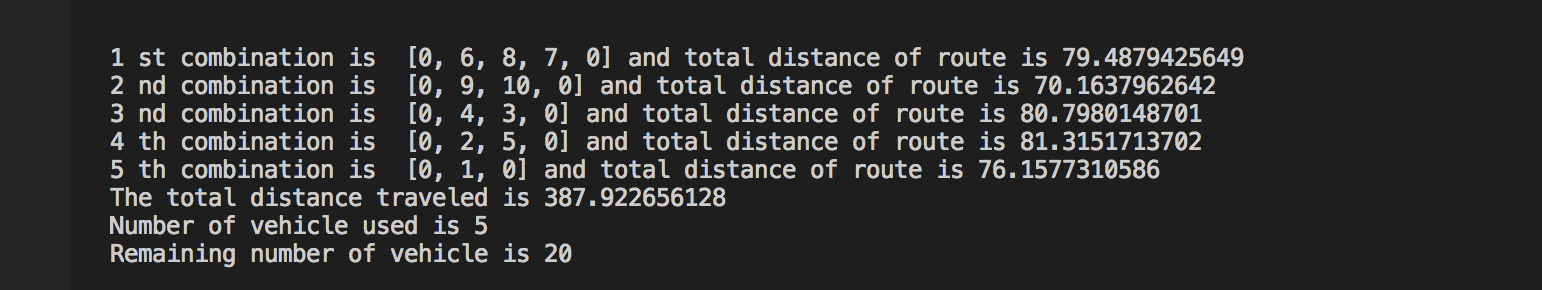 1 st combination is  [0, 6, 8, 7, 0] and total distance of route is 79.4879425649
2 nd combination is  [0, 9, 10, 0] and total distance of route is 70.1637962642
3 nd combination is  [0, 4, 3, 0] and total distance of route is 80.7980148701
4 th combination is  [0, 2, 5, 0] and total distance of route is 81.3151713702
5 th combination is  [0, 1, 0] and total distance of route is 76.1577310586
The total distance traveled is 387.922656128
Number of vehicle used is 5
Remaining number of vehicle is 20